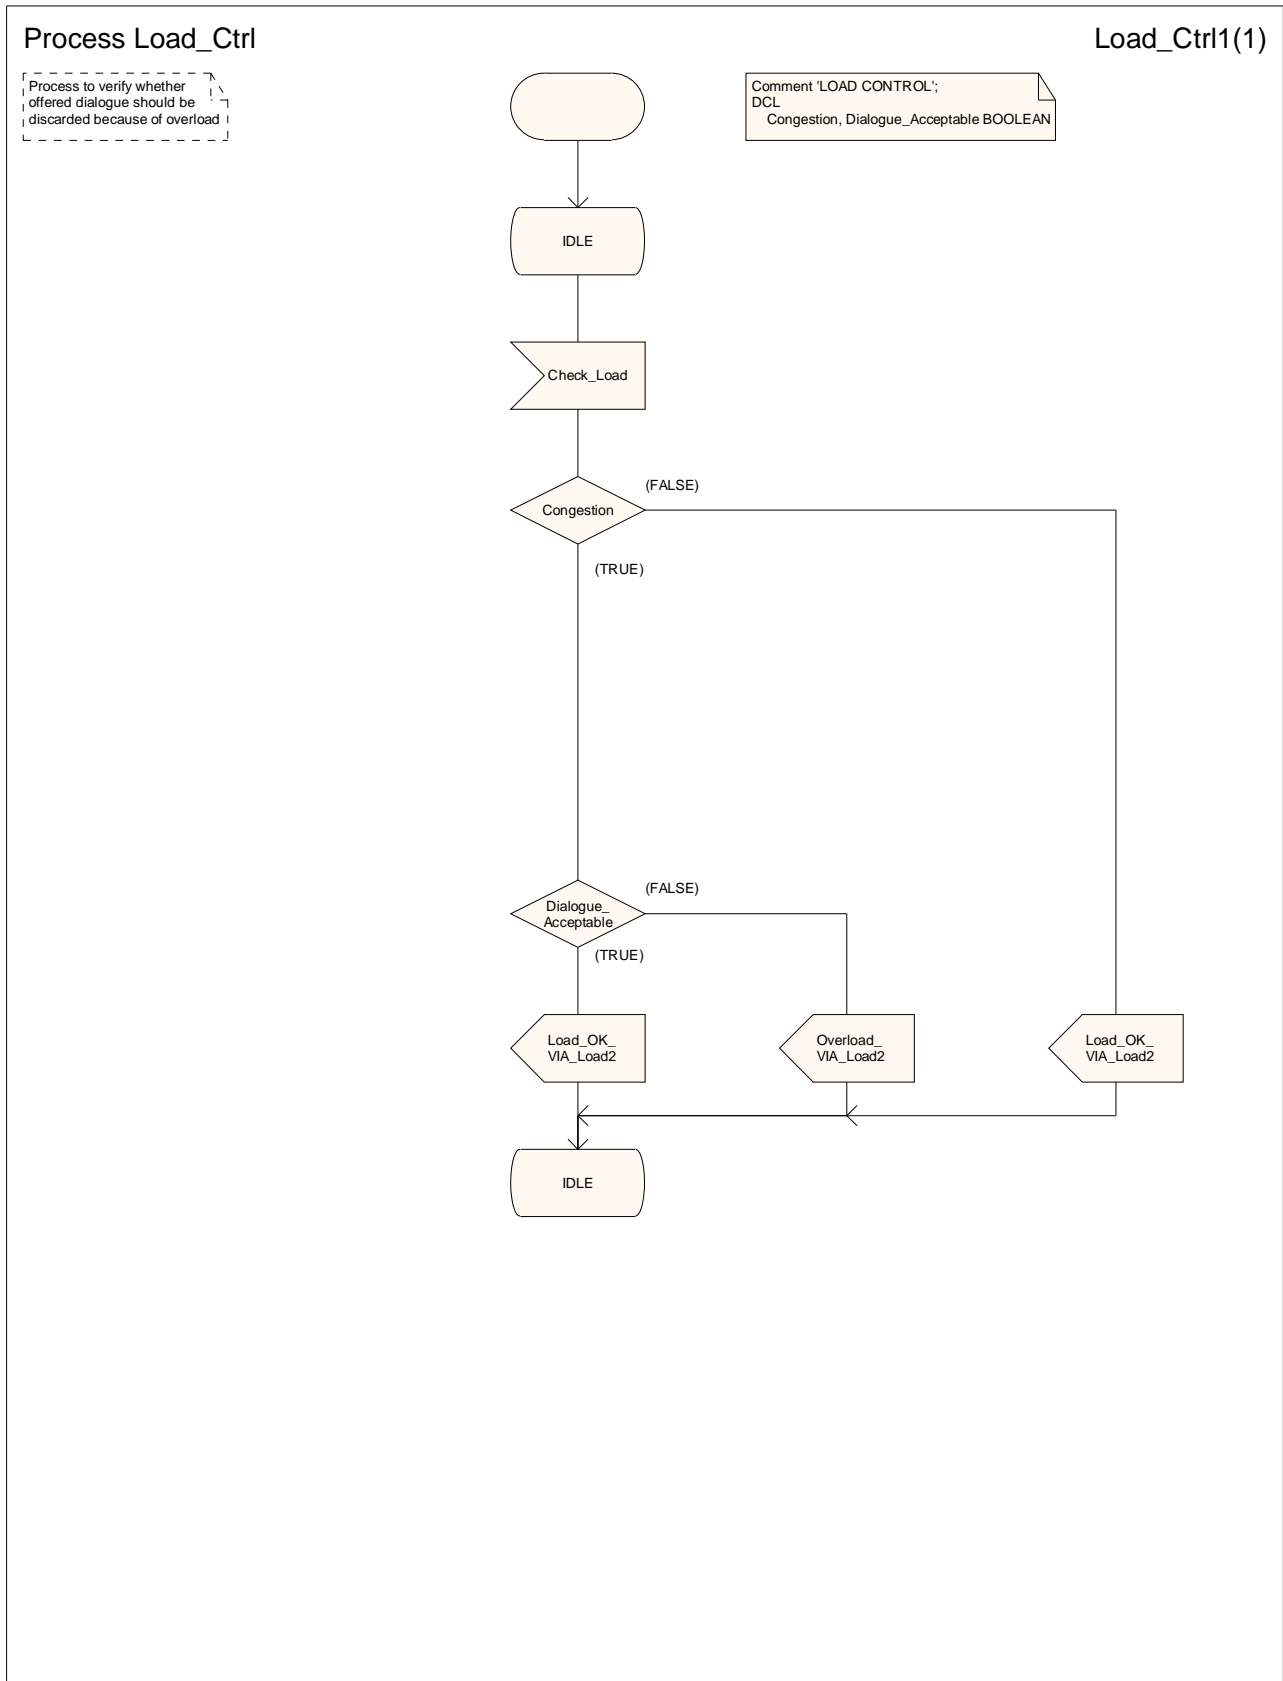 Process Load_Ctrl
Load_Ctrl1(1)
Process to verify whether
offered dialogue should be
discarded because of overload
Comment 'LOAD CONTROL';
DCL
Congestion, Dialogue_Acceptable BOOLEAN
IDLE
Check_Load
(FALSE)
Congestion
(TRUE)
(FALSE)
Dialogue_
Acceptable
(TRUE)
Load_OK_
VIA_Load2
Overload_
VIA_Load2
Load_OK_
VIA_Load2
IDLE